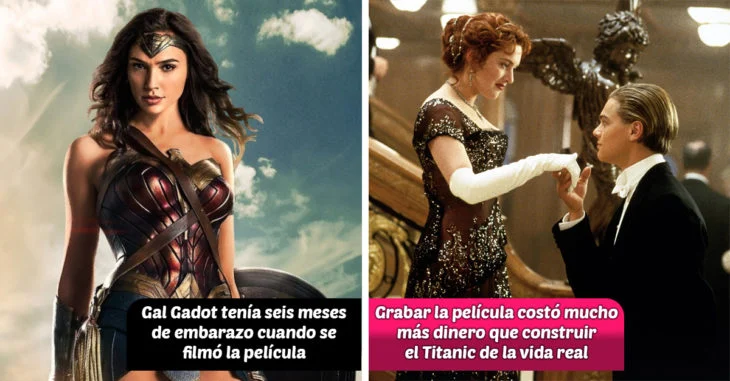 Gal Gadot tenía seis meses
de embarazo cuando se
filmó la película
Grabar la película costó mucho
más dinero que construir
el Titanic de la vida real